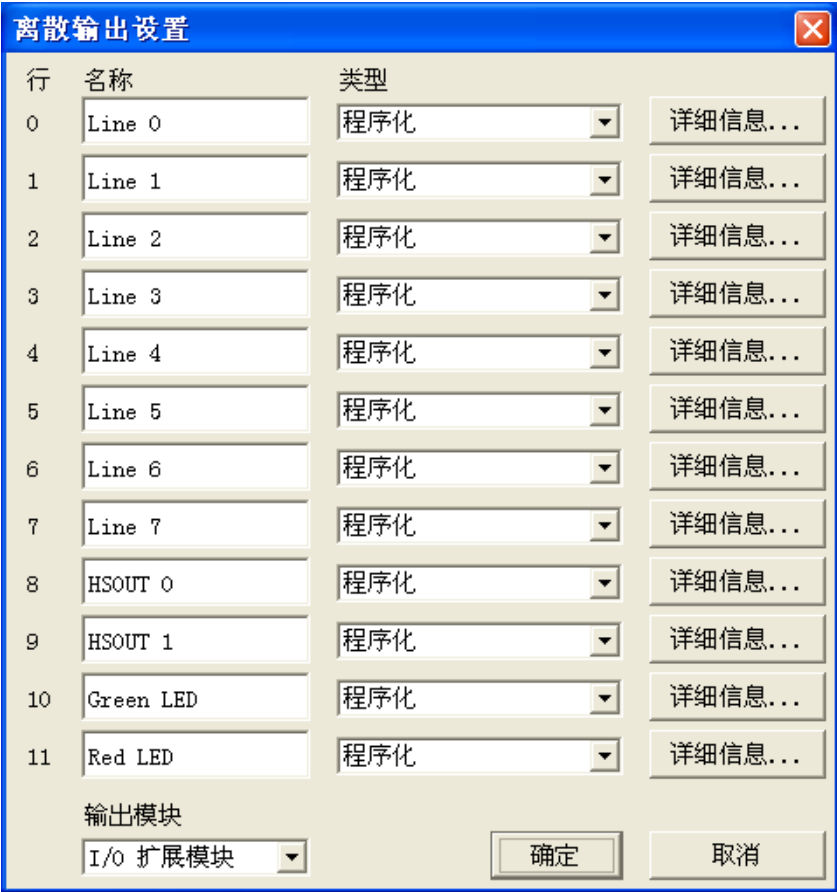 离散输出设置
行 名称 类型
0 Line 0 程序化 详细信息...
1 Line 1 程序化 详细信息...
2 Line 2 程序化 详细信息...
3 Line 3 程序化 详细信息...
4 Line 4 程序化 详细信息...
5 Line 5 程序化 详细信息...
6 Line 6 程序化 详细信息...
7 Line 7 程序化 详细信息...
8 HSOUT 0 程序化 详细信息...
9 HSOUT 1 程序化 详细信息...
10 Green LED 程序化 详细信息...
11 Red LED 程序化 详细信息...
输出模块
I/O 扩展模块 确定 取消